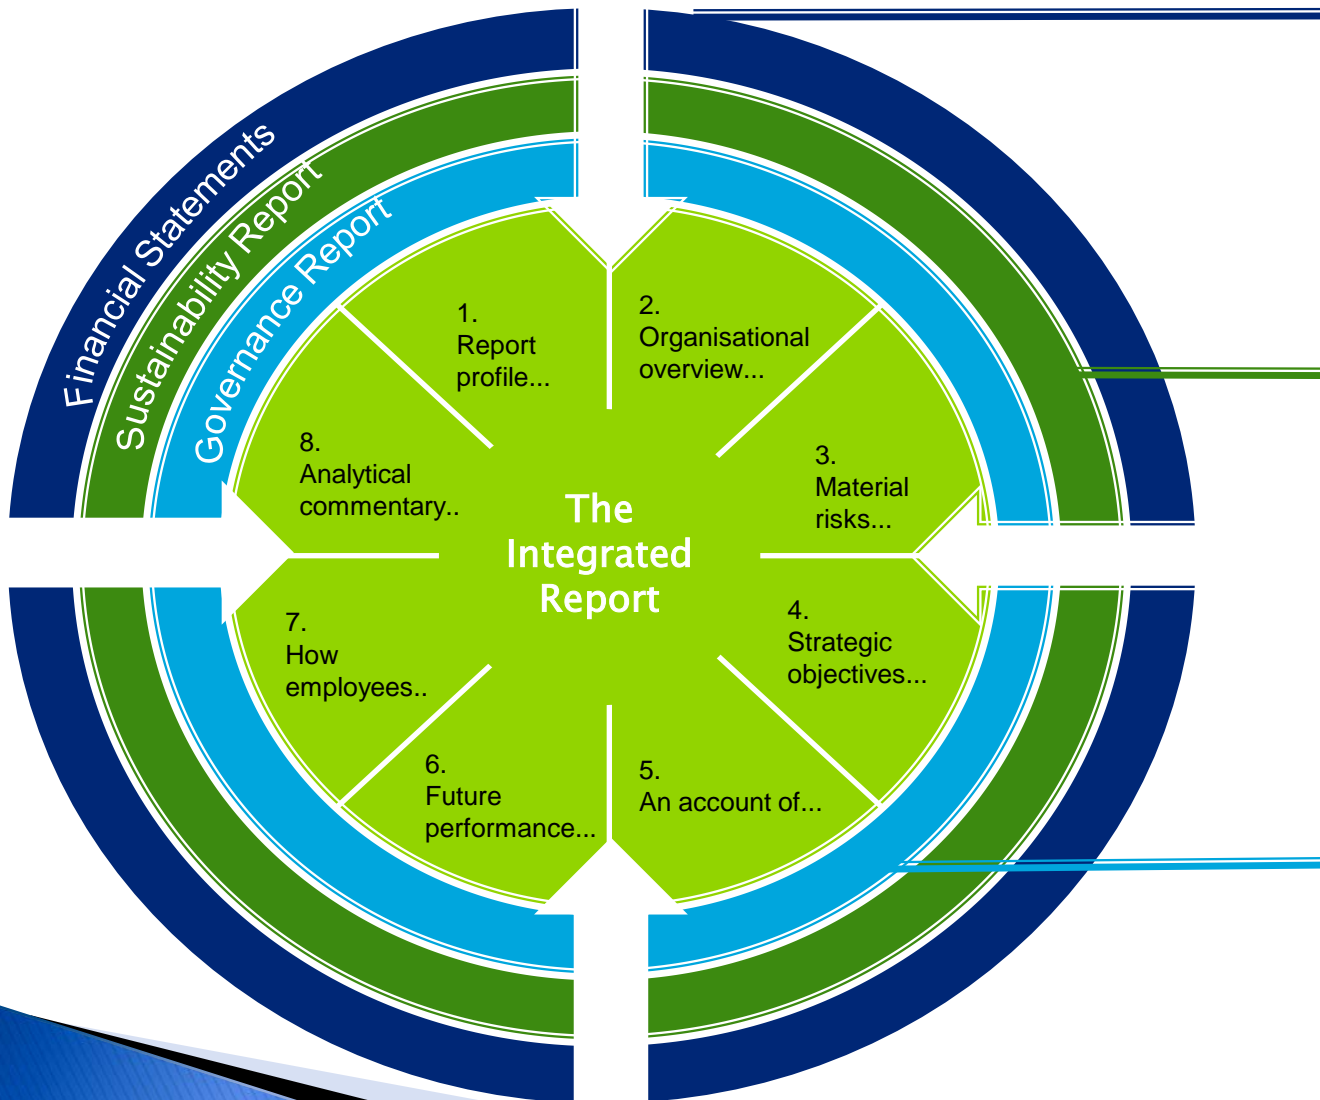 Financial Statements
Sustainability Report
Governance Report
1.
Report
profile...
2.
Organisational
overview...
3.
Material
risks...
4.
Strategic
objectives...
5.
An account of...
6.
Future
performance...
7.
How
employees..
8.
Analytical
commentary..
The
Integrated
Report